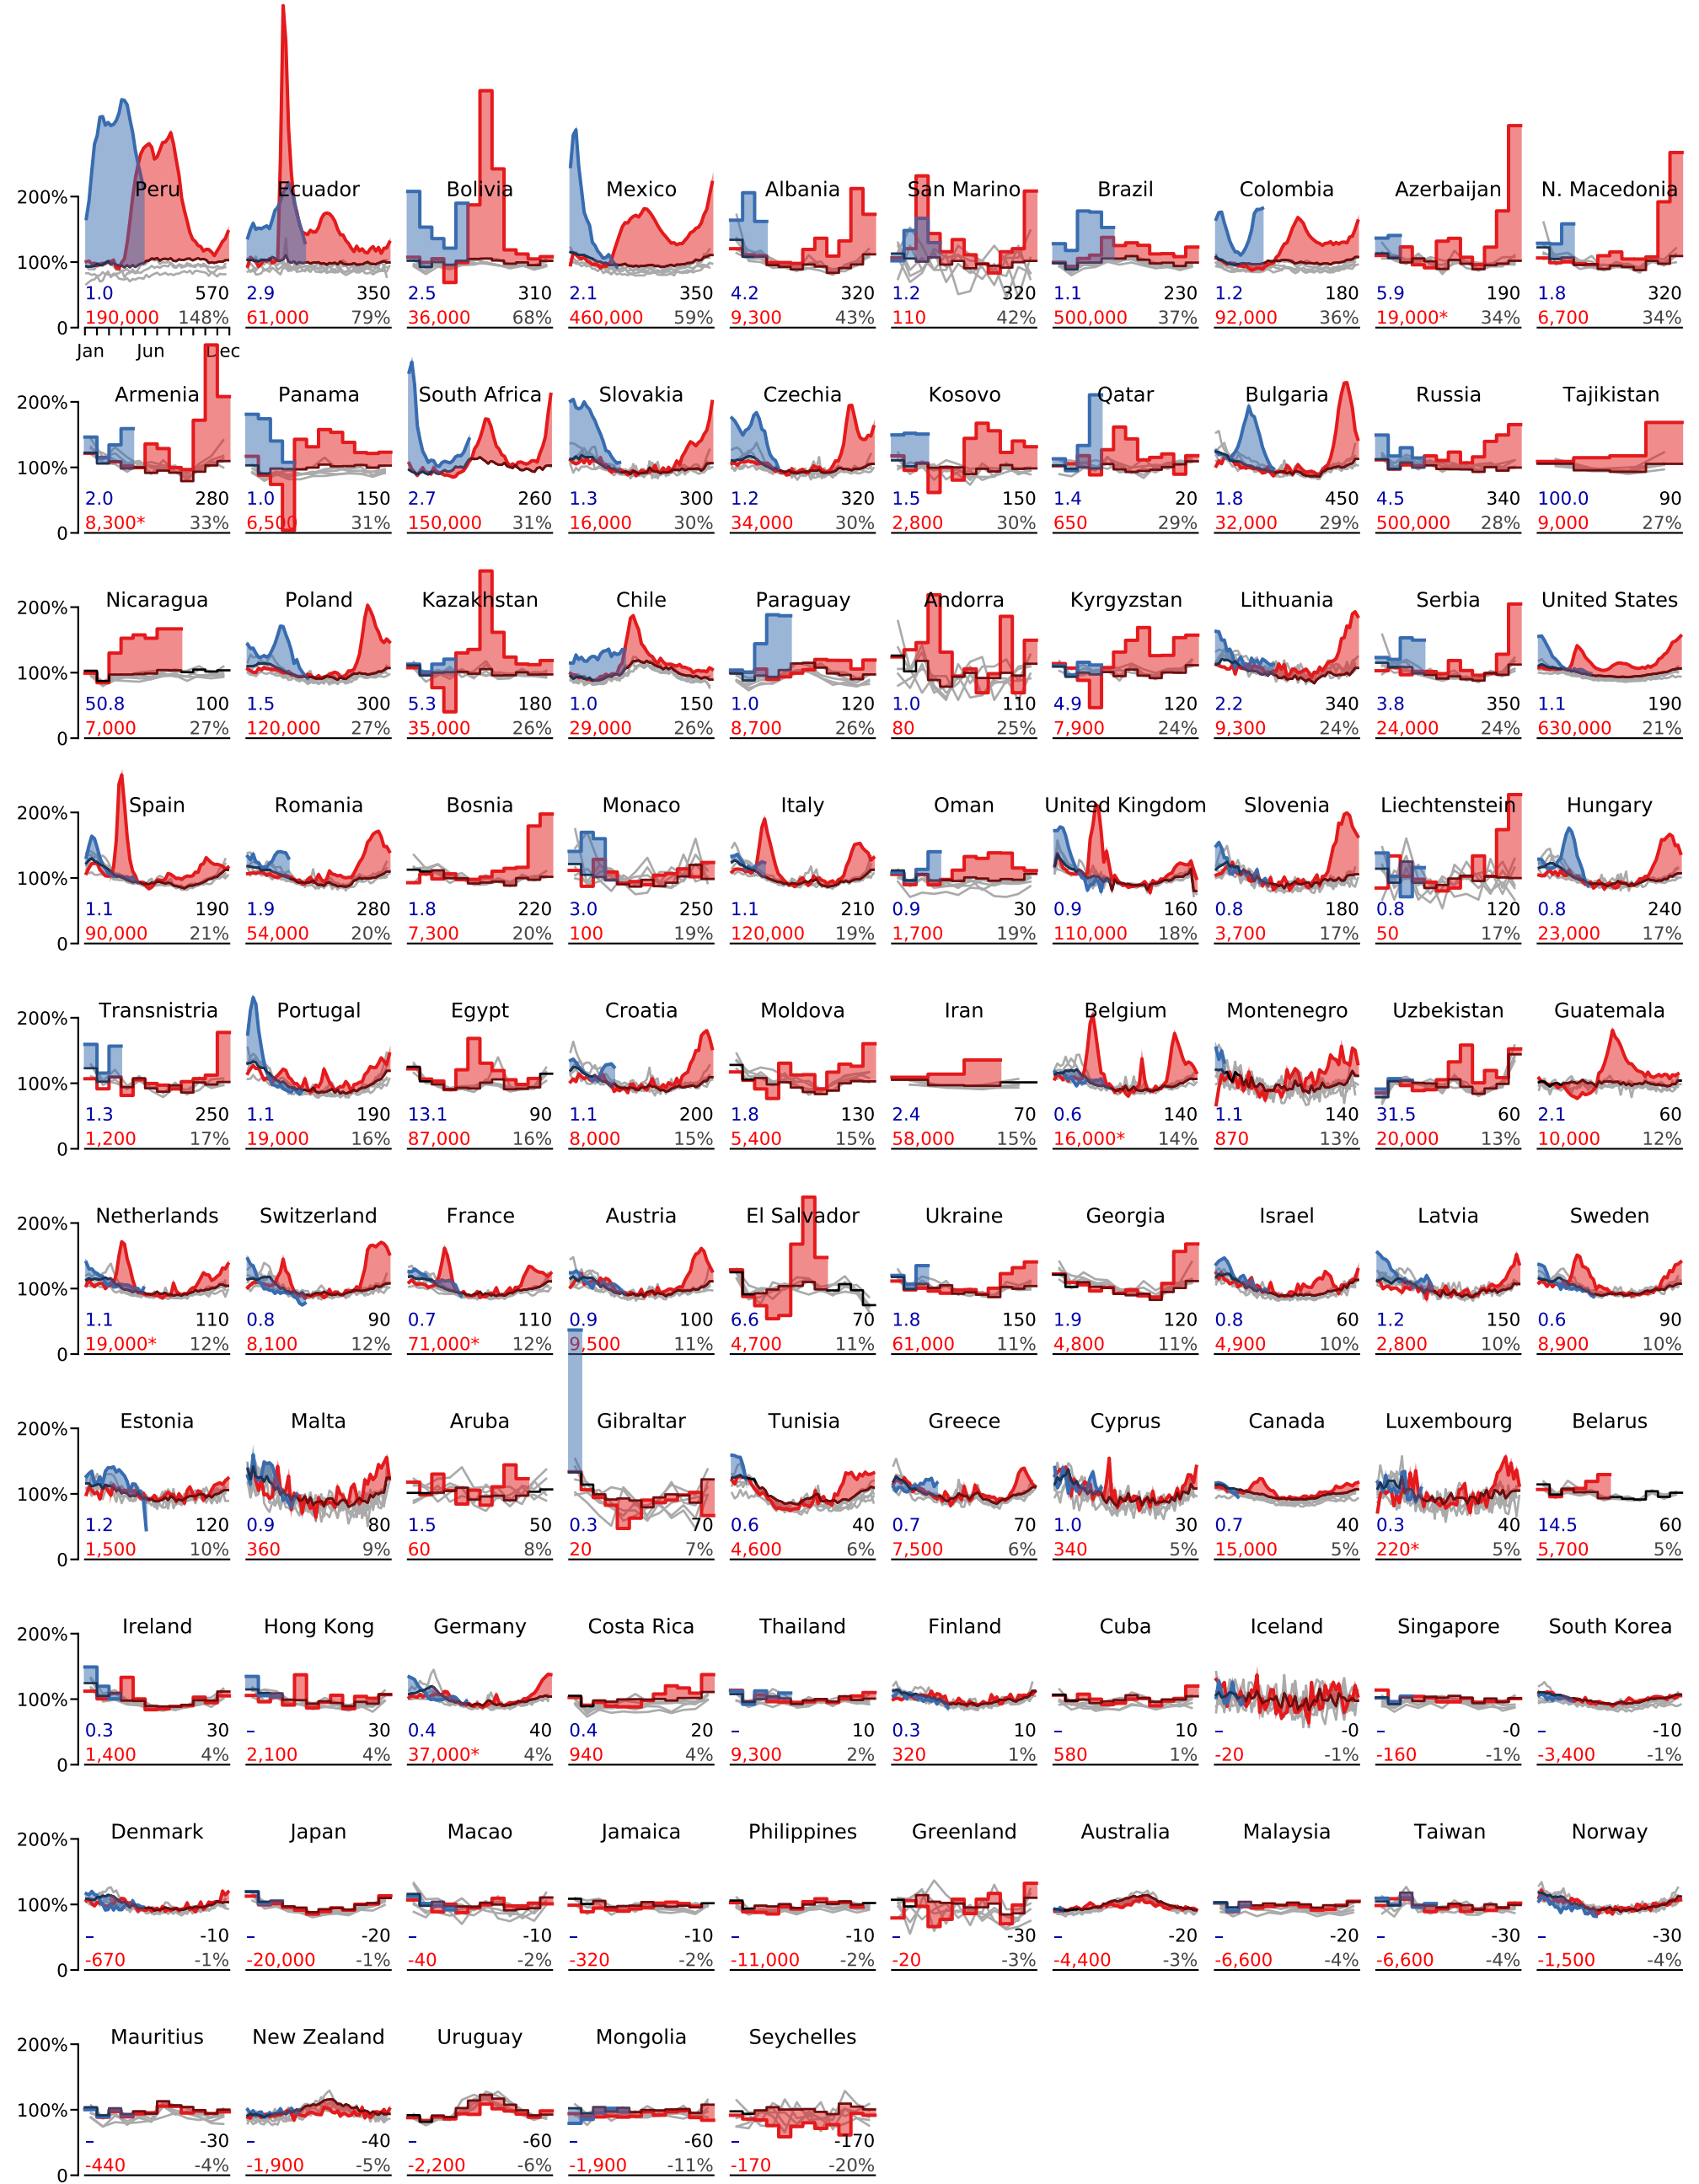 Peru Ecuador Bolivia Mexico Albania San Marino Brazil Colombia Azerbaijan N. Macedonia
200%
100%
1.0 570 2.9 350 2.5 310 2.1 350 4.2 320 1.2 320 1.1 230 1.2 180 5.9 190 1.8 320
190,000 148% 61,000 79% 36,000 68% 460,000 59% 9,300 43% 110 42% 500,000 37% 92,000 36% 19,000* 34% 6,700 34%
0
Jan Jun Dec
Armenia Panama South Africa Slovakia Czechia Kosovo Qatar Bulgaria Russia Tajikistan
200%
100%
2.0 280 1.0 150 2.7 260 1.3 300 1.2 320 1.5 150 1.4 20 1.8 450 4.5 340 100.0 90
8,300* 33% 6,500 31% 150,000 31% 16,000 30% 34,000 30% 2,800 30% 650 29% 32,000 29% 500,000 28% 9,000 27%
0
Nicaragua Poland Kazakhstan Chile Paraguay Andorra Kyrgyzstan Lithuania Serbia United States
200%
100%
50.8 100 1.5 300 5.3 180 1.0 150 1.0 120 1.0 110 4.9 120 2.2 340 3.8 350 1.1 190
7,000 27% 120,000 27% 35,000 26% 29,000 26% 8,700 26% 80 25% 7,900 24% 9,300 24% 24,000 24% 630,000 21%
0
Spain Romania Bosnia Monaco Italy Oman United Kingdom Slovenia Liechtenstein Hungary
200%
100%
1.1 190 1.9 280 1.8 220 3.0 250 1.1 210 0.9 30 0.9 160 0.8 180 0.8 120 0.8 240
90,000 21% 54,000 20% 7,300 20% 100 19% 120,000 19% 1,700 19% 110,000 18% 3,700 17% 50 17% 23,000 17%
0
Transnistria Portugal Egypt Croatia Moldova Iran Belgium Montenegro Uzbekistan Guatemala
200%
100%
1.3 250 1.1 190 13.1 90 1.1 200 1.8 130 2.4 70 0.6 140 1.1 140 31.5 60 2.1 60
1,200 17% 19,000 16% 87,000 16% 8,000 15% 5,400 15% 58,000 15% 16,000* 14% 870 13% 20,000 13% 10,000 12%
0
Netherlands Switzerland France Austria El Salvador Ukraine Georgia Israel Latvia Sweden
200%
100%
1.1 110 0.8 90 0.7 110 0.9 100 6.6 70 1.8 150 1.9 120 0.8 60 1.2 150 0.6 90
19,000* 12% 8,100 12% 71,000* 12% 9,500 11% 4,700 11% 61,000 11% 4,800 11% 4,900 10% 2,800 10% 8,900 10%
0
Estonia Malta Aruba Gibraltar Tunisia Greece Cyprus Canada Luxembourg Belarus
200%
100%
1.2 120 0.9 80 1.5 50 0.3 70 0.6 40 0.7 70 1.0 30 0.7 40 0.3 40 14.5 60
1,500 10% 360 9% 60 8% 20 7% 4,600 6% 7,500 6% 340 5% 15,000 5% 220* 5% 5,700 5%
0
Ireland Hong Kong Germany Costa Rica Thailand Finland Cuba Iceland Singapore South Korea
200%
100%
0.3 30 – 30 0.4 40 0.4 20 – 10 0.3 10 – 10 – -0 – -0 – -10
1,400 4% 2,100 4% 37,000* 4% 940 4% 9,300 2% 320 1% 580 1% -20 -1% -160 -1% -3,400 -1%
0
Denmark Japan Macao Jamaica Philippines Greenland Australia Malaysia Taiwan Norway
200%
100%
– -10 – -20 – -10 – -10 – -10 – -30 – -20 – -20 – -30 – -30
-670 -1% -20,000 -1% -40 -2% -320 -2% -11,000 -2% -20 -3% -4,400 -3% -6,600 -4% -6,600 -4% -1,500 -4%
0
Mauritius New Zealand Uruguay Mongolia Seychelles
200%
100%
– -30 – -40 – -60 – -60 – -170
-440 -4% -1,900 -5% -2,200 -6% -1,900 -11% -170 -20%
0